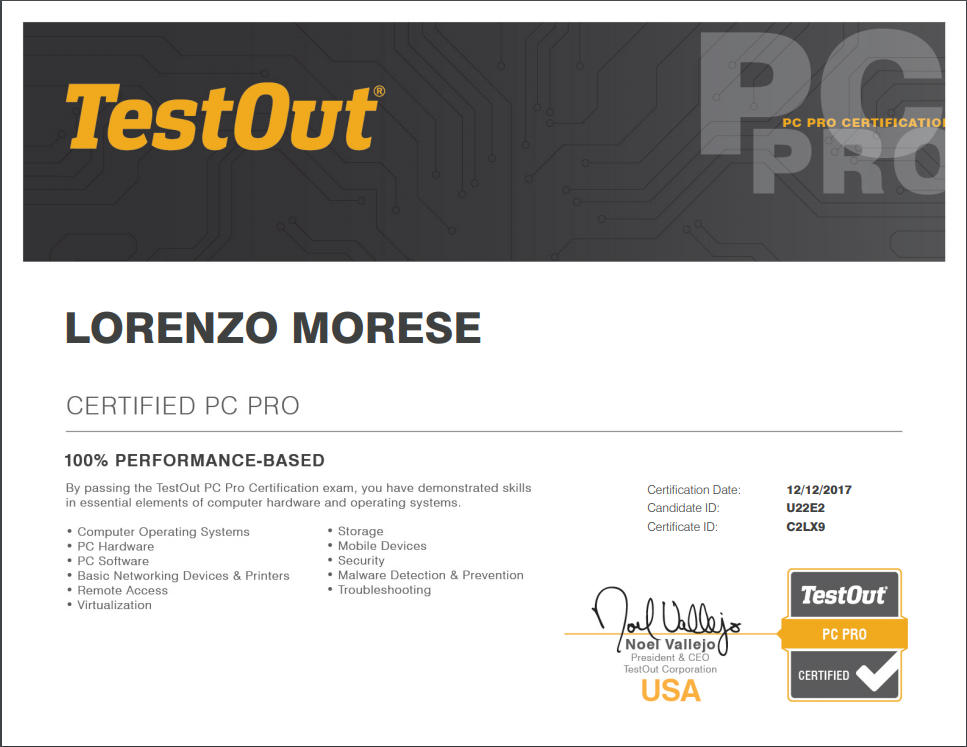 TestOut®
PC
PC PRO CERTIFICATIO
PRO
LORENZO MORESE
CERTIFIED PC PRO
100% PERFORMANCE-BASED
By passing the TestOut PC Pro Certification exam, you have demonstrated skills
in essential elements of computer hardware and operating systems.
• Computer Operating Systems
• PC Hardware
• PC Software
• Basic Networking Devices & Printers
• Remote Access
• Virtualization
• Storage
• Mobile Devices
• Security
• Malware Detection & Prevention
• Troubleshooting
Certification Date: 12/12/2017
Candidate ID: U22E2
Certificate ID: C2LX9
Noel Vallejo
Noel Vallejo
President & CEO
TestOut Corporation
USA
TestOut
PC PRO
CERTIFIED